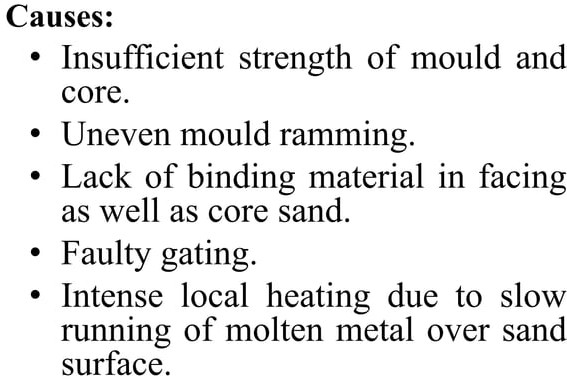 Causes:
• Insufficient strength of mould and
core.
• Uneven mould ramming.
• Lack of binding material in facing
as well as core sand.
• Faulty gating.
• Intense local heating due to slow
running of molten metal over sand
surface.